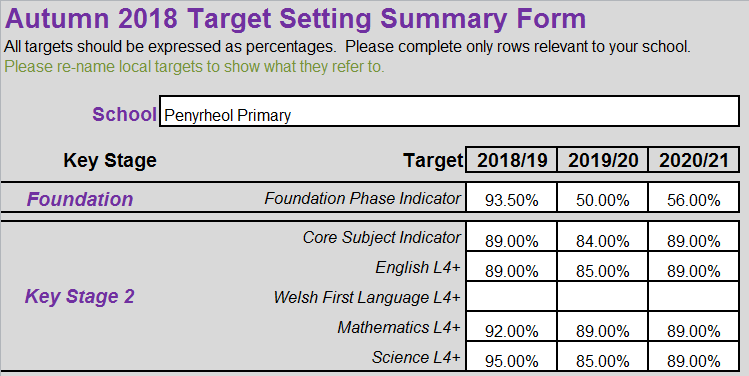 Autumn 2018 Target Setting Summary Form
All targets should be expressed as percentages. Please complete only rows relevant to your school.
Please re-name local targets to show what they refer to.
School Penyrheol Primary
Key Stage Target 2018/19 2019/20 2020/21
Foundation Foundation Phase Indicator 93.50% 50.00% 56.00%
Core Subject Indicator 89.00% 84.00% 89.00%
English L4+ 89.00% 85.00% 89.00%
Key Stage 2 Welsh First Language L4+
Mathematics L4+ 92.00% 89.00% 89.00%
Science L4+ 95.00% 85.00% 89.00%